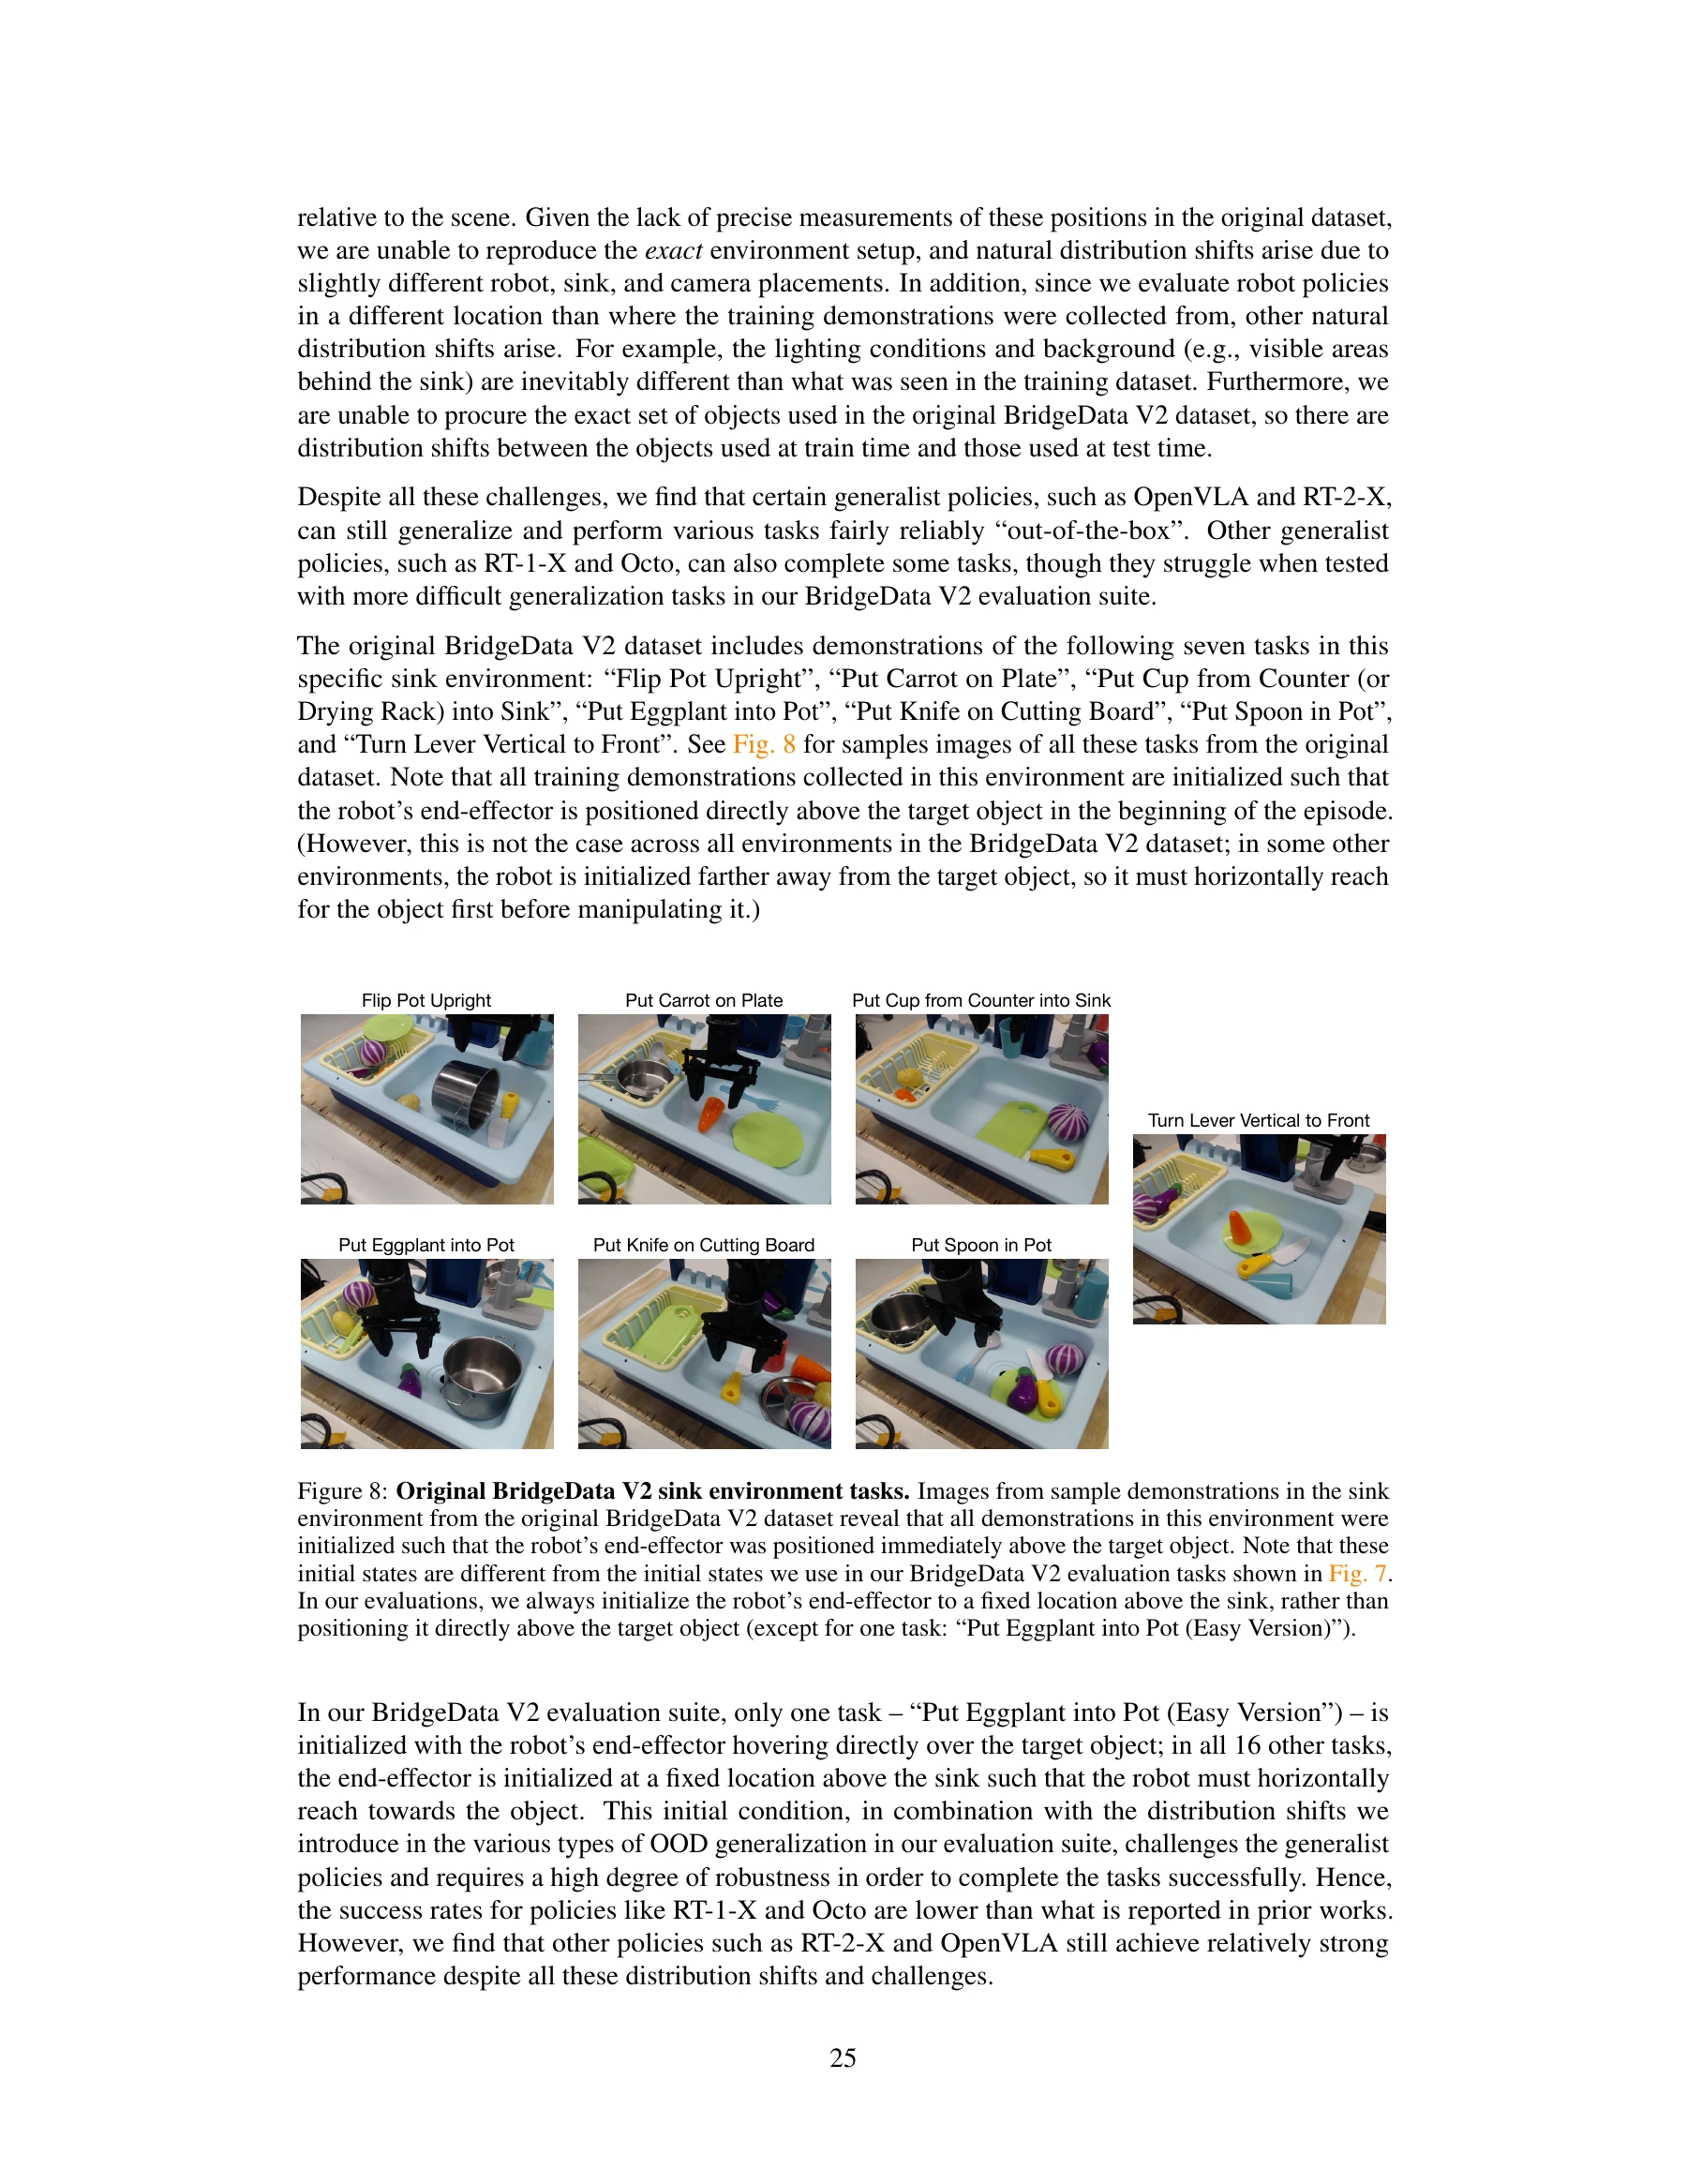 relative to the scene. Given the lack of precise measurements of these positions in the original dataset,
we are unable to reproduce the exact environment setup, and natural distribution shifts arise due to
slightly different robot, sink, and camera placements. In addition, since we evaluate robot policies
in a different location than where the training demonstrations were collected from, other natural
distribution shifts arise. For example, the lighting conditions and background (e.g., visible areas
behind the sink) are inevitably different than what was seen in the training dataset. Furthermore, we
are unable to procure the exact set of objects used in the original BridgeData V2 dataset, so there are
distribution shifts between the objects used at train time and those used at test time.
Despite all these challenges, we find that certain generalist policies, such as OpenVLA and RT-2-X,
can still generalize and perform various tasks fairly reliably “out-of-the-box”. Other generalist
policies, such as RT-1-X and Octo, can also complete some tasks, though they struggle when tested
with more difficult generalization tasks in our BridgeData V2 evaluation suite.
The original BridgeData V2 dataset includes demonstrations of the following seven tasks in this
specific sink environment: “Flip Pot Upright”, “Put Carrot on Plate”, “Put Cup from Counter (or
Drying Rack) into Sink”, “Put Eggplant into Pot”, “Put Knife on Cutting Board”, “Put Spoon in Pot”,
and “Turn Lever Vertical to Front”. See Fig. 8 for samples images of all these tasks from the original
dataset. Note that all training demonstrations collected in this environment are initialized such that
the robot’s end-effector is positioned directly above the target object in the beginning of the episode.
(However, this is not the case across all environments in the BridgeData V2 dataset; in some other
environments, the robot is initialized farther away from the target object, so it must horizontally reach
for the object first before manipulating it.)
Flip Pot Upright
Put Carrot on Plate
Put Cup from Counter into Sink
Turn Lever Vertical to Front
Put Eggplant into Pot
Put Knife on Cutting Board
Put Spoon in Pot
Figure 8: Original BridgeData V2 sink environment tasks. Images from sample demonstrations in the sink
environment from the original BridgeData V2 dataset reveal that all demonstrations in this environment were
initialized such that the robot’s end-effector was positioned immediately above the target object. Note that these
initial states are different from the initial states we use in our BridgeData V2 evaluation tasks shown in Fig. 7.
In our evaluations, we always initialize the robot’s end-effector to a fixed location above the sink, rather than
positioning it directly above the target object (except for one task: “Put Eggplant into Pot (Easy Version)”).
In our BridgeData V2 evaluation suite, only one task – “Put Eggplant into Pot (Easy Version”) – is
initialized with the robot’s end-effector hovering directly over the target object; in all 16 other tasks,
the end-effector is initialized at a fixed location above the sink such that the robot must horizontally
reach towards the object. This initial condition, in combination with the distribution shifts we
introduce in the various types of OOD generalization in our evaluation suite, challenges the generalist
policies and requires a high degree of robustness in order to complete the tasks successfully. Hence,
the success rates for policies like RT-1-X and Octo are lower than what is reported in prior works.
However, we find that other policies such as RT-2-X and OpenVLA still achieve relatively strong
performance despite all these distribution shifts and challenges.
25